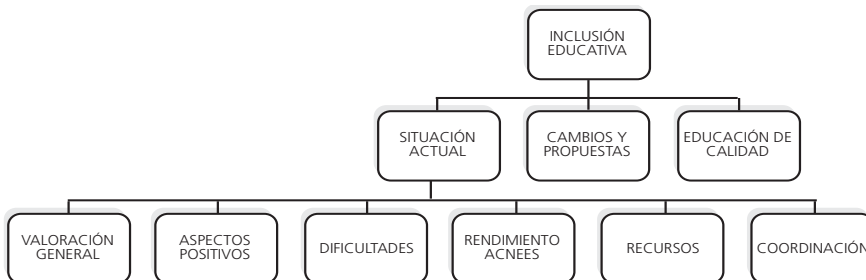 INCLUSIÓN
EDUCATIVA
SITUACIÓN
ACTUAL
CAMBIOS Y
PROPUESTAS
EDUCACIÓN DE
CALIDAD
VALORACIÓN
GENERAL
ASPECTOS
POSITIVOS
DIFICULTADES
RENDIMIENTO
ACNEES
RECURSOS
COORDINACIÓN